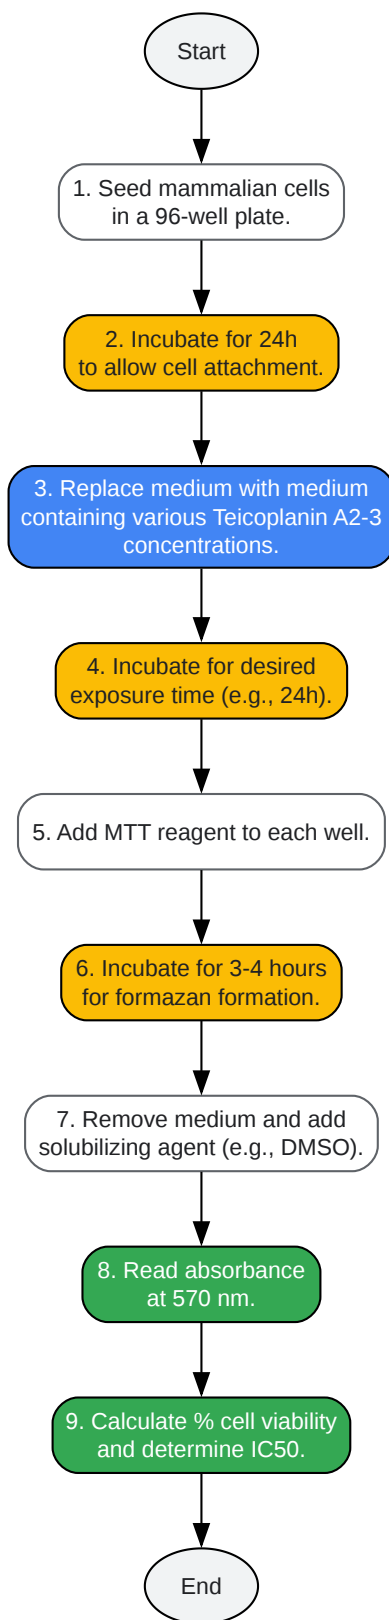 Start
1. Seed mammalian cells
in a 96-well plate.
2. Incubate for 24h
to allow cell attachment.
3. Replace medium with medium
containing various Teicoplanin A2-3
concentrations.
4. Incubate for desired
exposure time (e.g., 24h).
5. Add MTT reagent to each well.
6. Incubate for 3-4 hours
for formazan formation.
7. Remove medium and add
solubilizing agent (e.g., DMSO).
8. Read absorbance
at 570 nm.
9. Calculate % cell viability
and determine IC50.
End